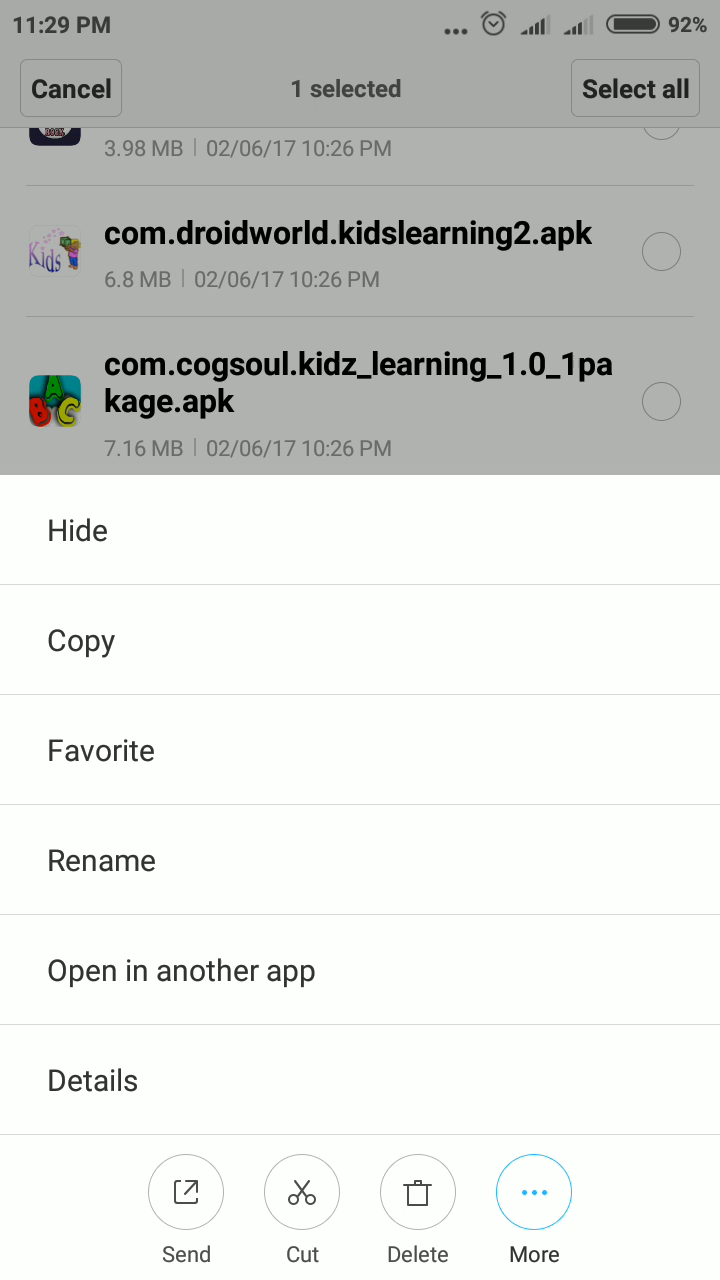 11:29 PM
92%
Cancel
1 selected
Select all
3.98 MB | 02/06/17 10:26 PM
Kids
com.droidworld.kidslearning2.apk
6.8 MB | 02/06/17 10:26 PM
A
B C
com.cogsoul.kidz_learning_1.0_1pa
kage.apk
7.16 MB | 02/06/17 10:26 PM
Hide
Copy
Favorite
Rename
Open in another app
Details
Send
Cut
Delete
More